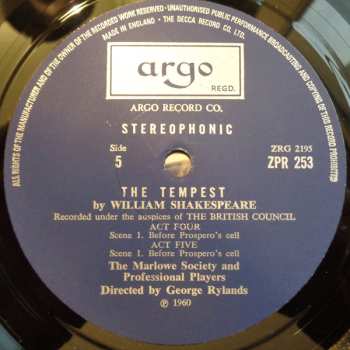 ALL RIGHTS OF THE MANUFACTURER AND OF THE OWNER OF THE RECORDED WORK RESERVED · UNAUTHORISED PUBLIC PERFORMANCE BROADCASTING AND COPYING OF THIS RECORD PROHIBITED
MADE IN ENGLAND · THE DECCA RECORD CO. LTD.
argo
REGD.
ARGO RECORD CO.
STEREOPHONIC
Side
5
ZRG 2195
ZPR 253
THE TEMPEST
by WILLIAM SHAKESPEARE
Recorded under the auspices of THE BRITISH COUNCIL
ACT FOUR
Scene 1. Before Prospero's cell
ACT FIVE
Scene 1. Before Prospero's cell
The Marlowe Society and
Professional Players
Directed by George Rylands
℗ 1960